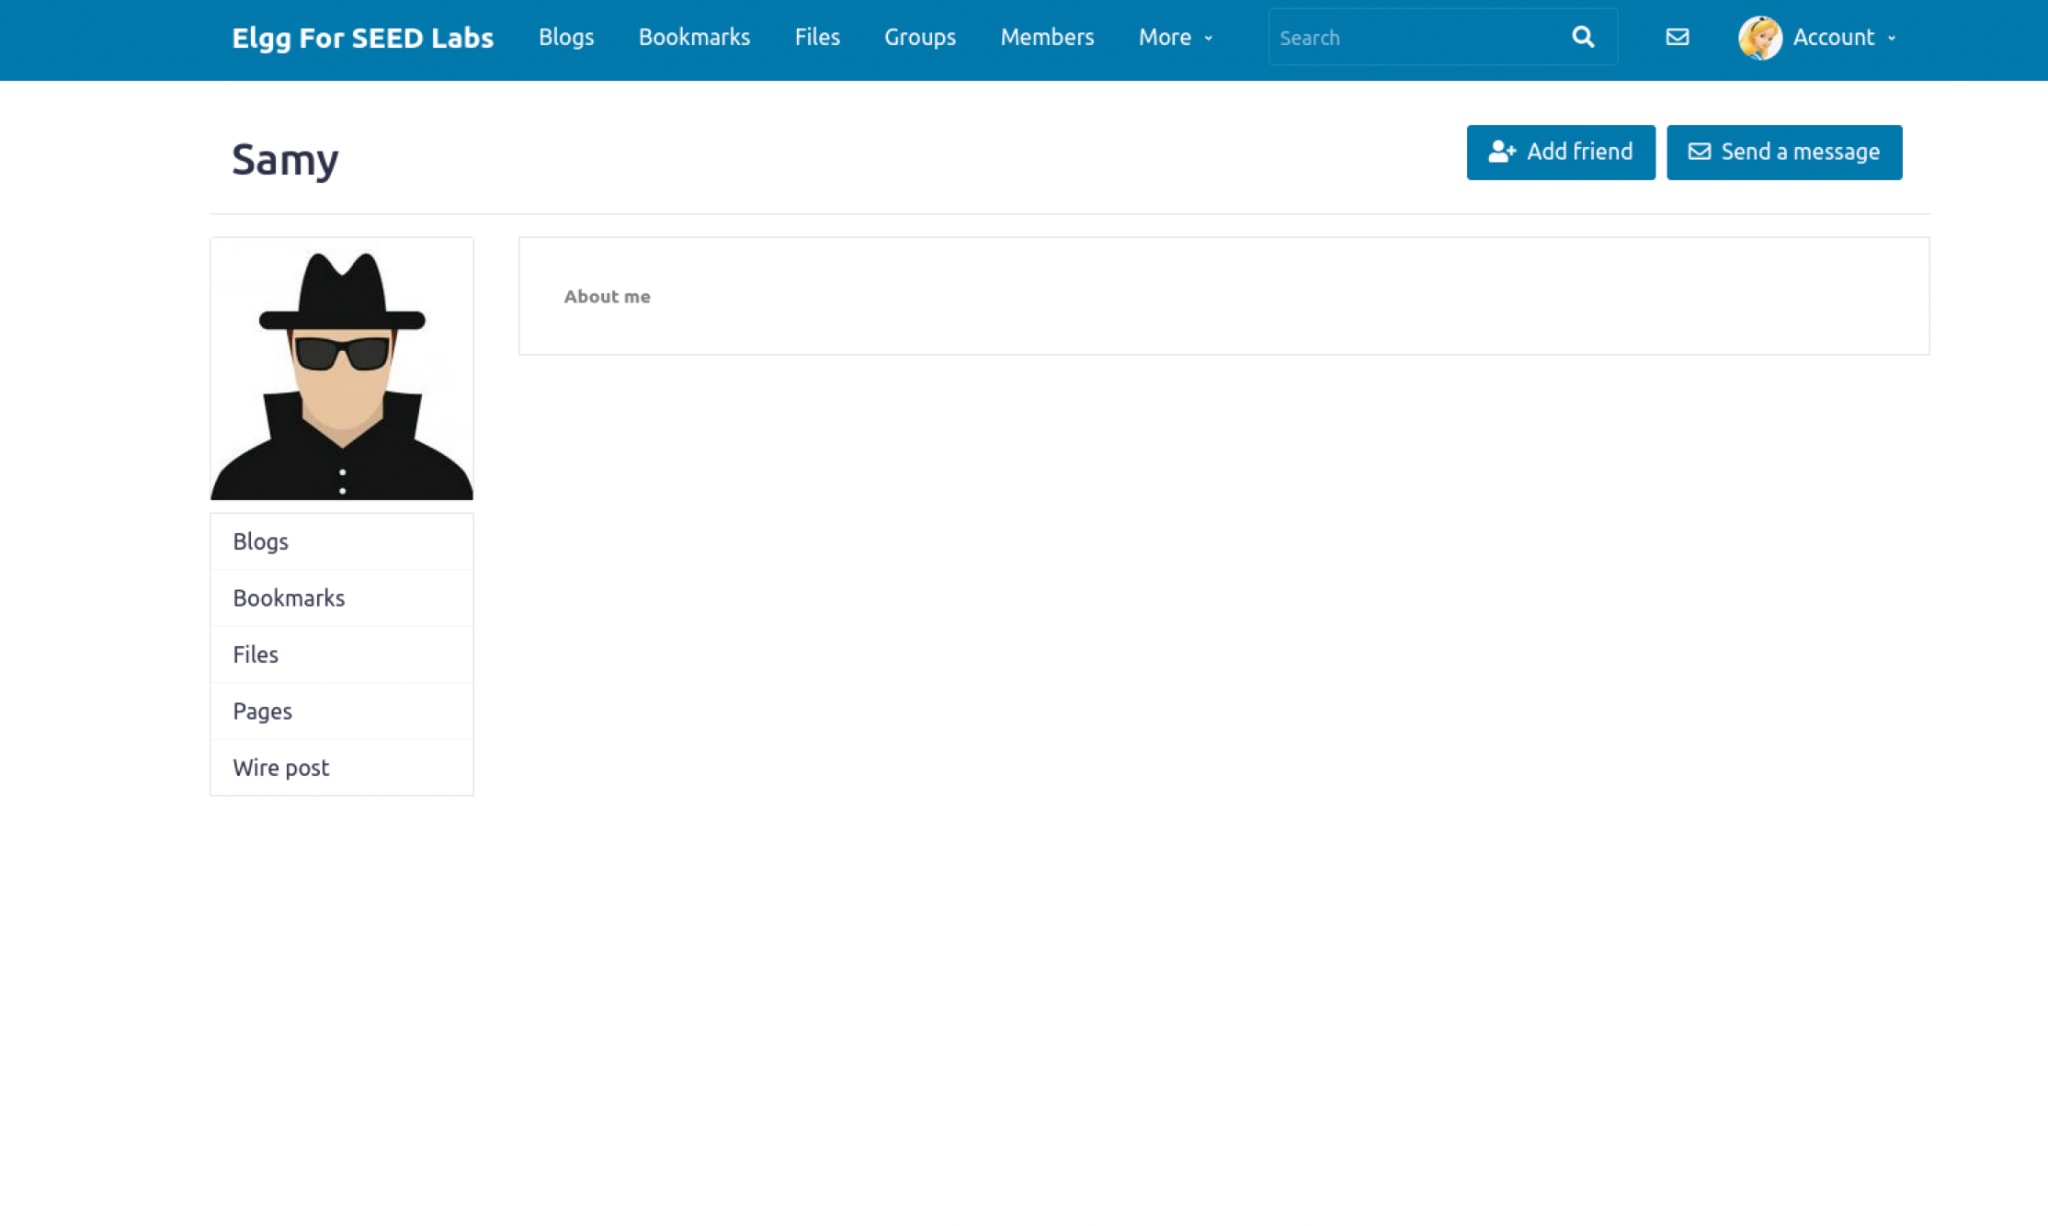 Elgg For SEED Labs Blogs Bookmarks Files Groups Members More Search Account
Samy
Add friend Send a message
About me
Blogs
Bookmarks
Files
Pages
Wire post